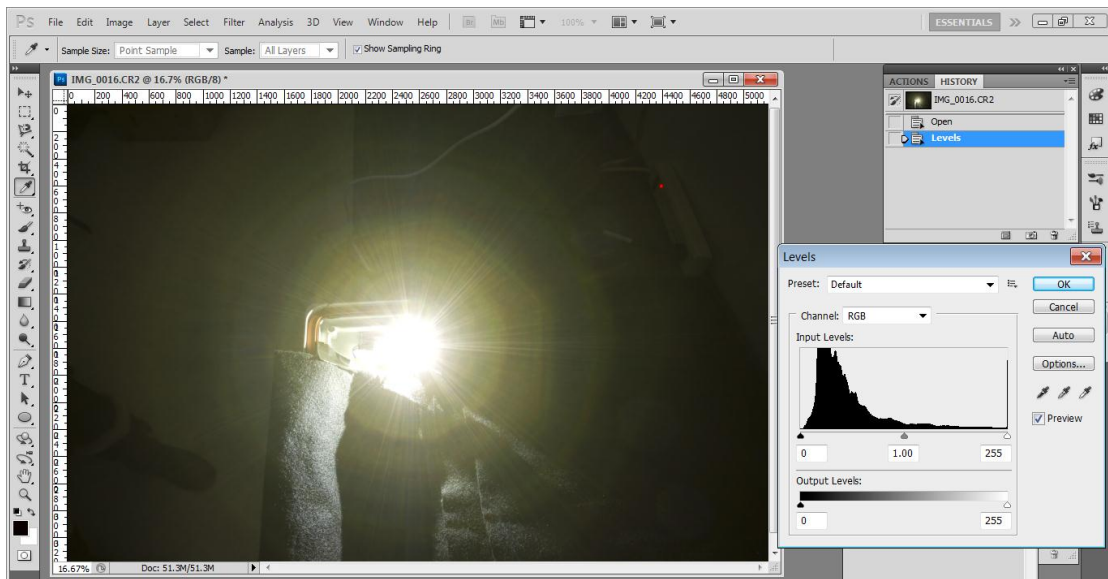 Ps File Edit Image Layer Select Filter Analysis 3D View Window Help Br Mb 100% ESSENTIALS
Sample Size: Point Sample Sample: All Layers Show Sampling Ring
Ps IMG_0016.CR2 @ 16.7% (RGB/8) *
0 200 400 600 800 1000 1200 1400 1600 1800 2000 2200 2400 2600 2800 3000 3200 3400 3600 3800 4000 4200 4400 4600 4800 5000
ACTIONS HISTORY
IMG_0016.CR2
Open
Levels
Levels
Preset: Default
OK
Channel: RGB
Cancel
Input Levels:
Auto
Options...
Preview
0 1.00 255
Output Levels:
0 255
16.67% Doc: 51.3M/51.3M